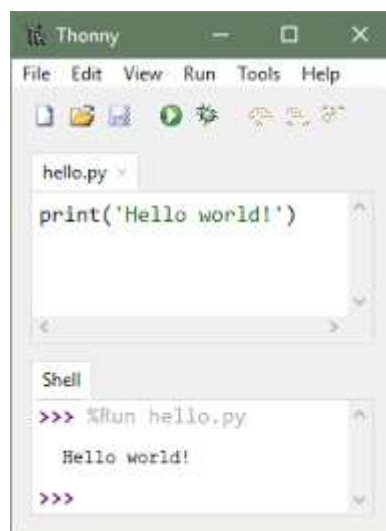 Thonny
File Edit View Run Tools Help
hello.py
print('Hello world!')
Shell
>>> %Run hello.py
Hello world!
>>>